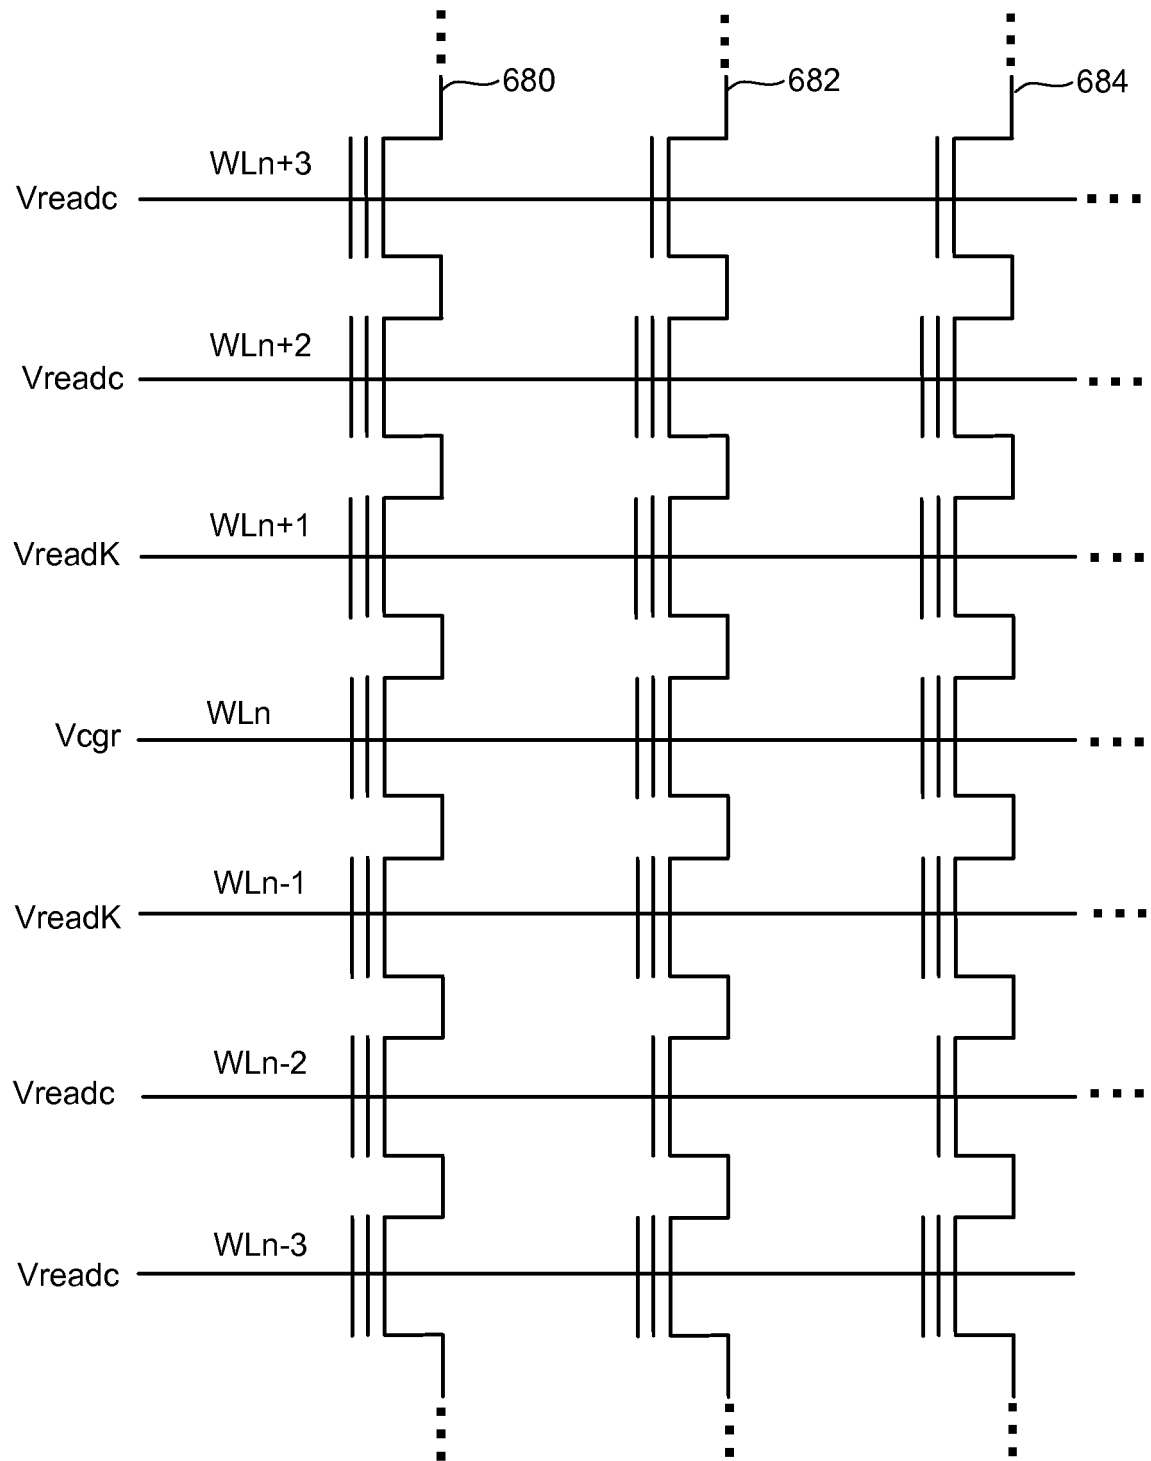 680
682
684
WLn+3
Vreadc
WLn+2
Vreadc
WLn+1
VreadK
WLn
Vcgr
WLn-1
VreadK
WLn-2
Vreadc
WLn-3
Vreadc